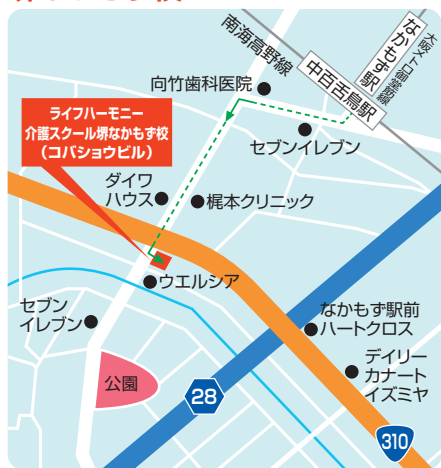 南海高野線
大阪メトロ御堂筋線
なかもず駅
中百舌鳥駅
向竹歯科医院
セブンイレブン
ライフハーモニー
介護スクール堺なかもず校
(コバショウビル)
ダイワ
ハウス
梶本クリニック
ウエルシア
セブン
イレブン
なかもず駅前
ハートクロス
デイリー
カナート
イズミヤ
公園
28
310